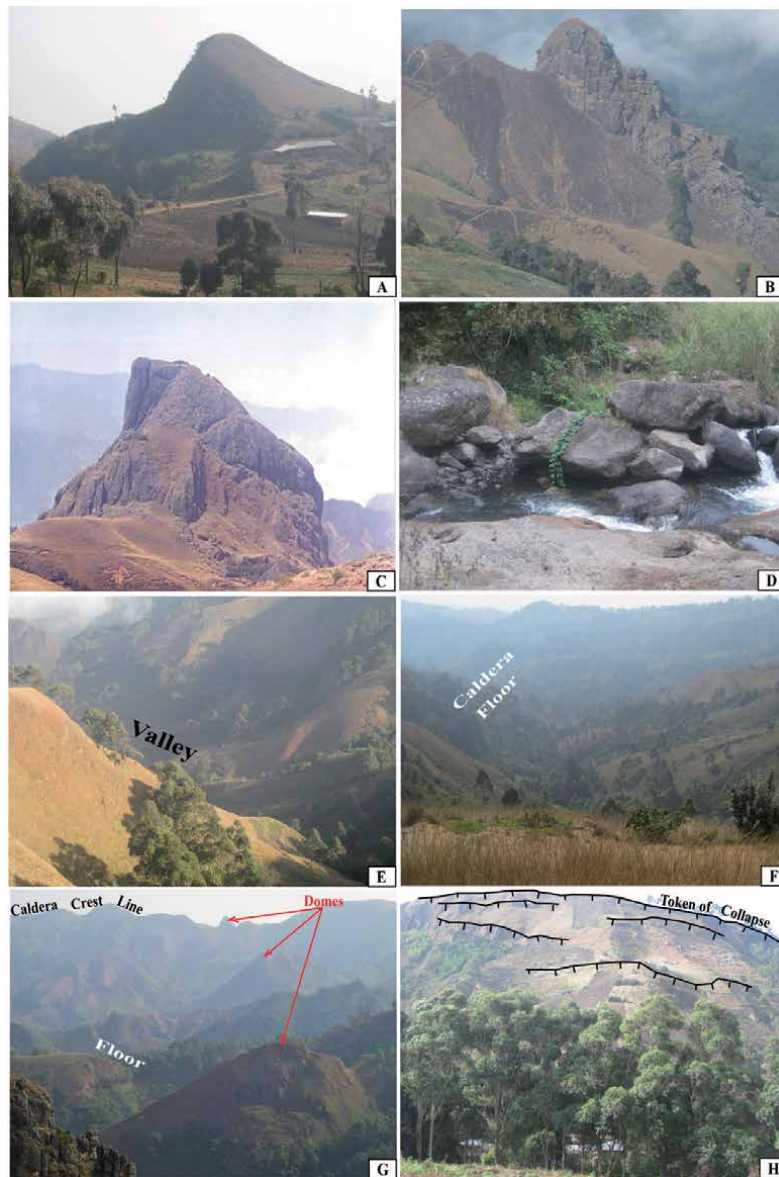 A
B
C
D
Valley
E
Caldera
Floor
F
Caldera Crest Line
Domes
Floor
G
Token of Collapse
H